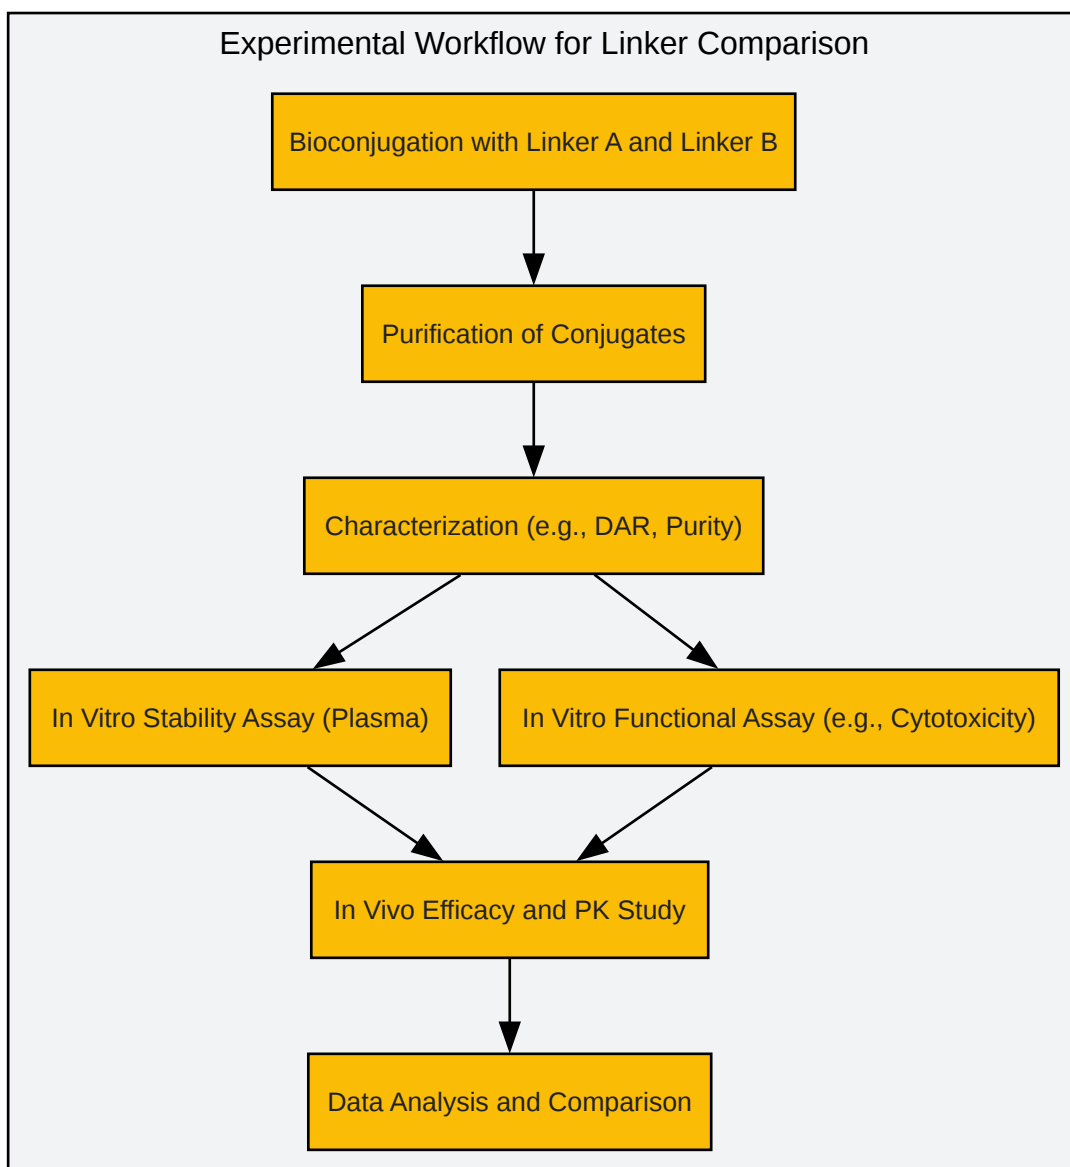 Experimental Workflow for Linker Comparison
Bioconjugation with Linker A and Linker B
Purification of Conjugates
Characterization (e.g., DAR, Purity)
In Vitro Stability Assay (Plasma)
In Vitro Functional Assay (e.g., Cytotoxicity)
In Vivo Efficacy and PK Study
Data Analysis and Comparison